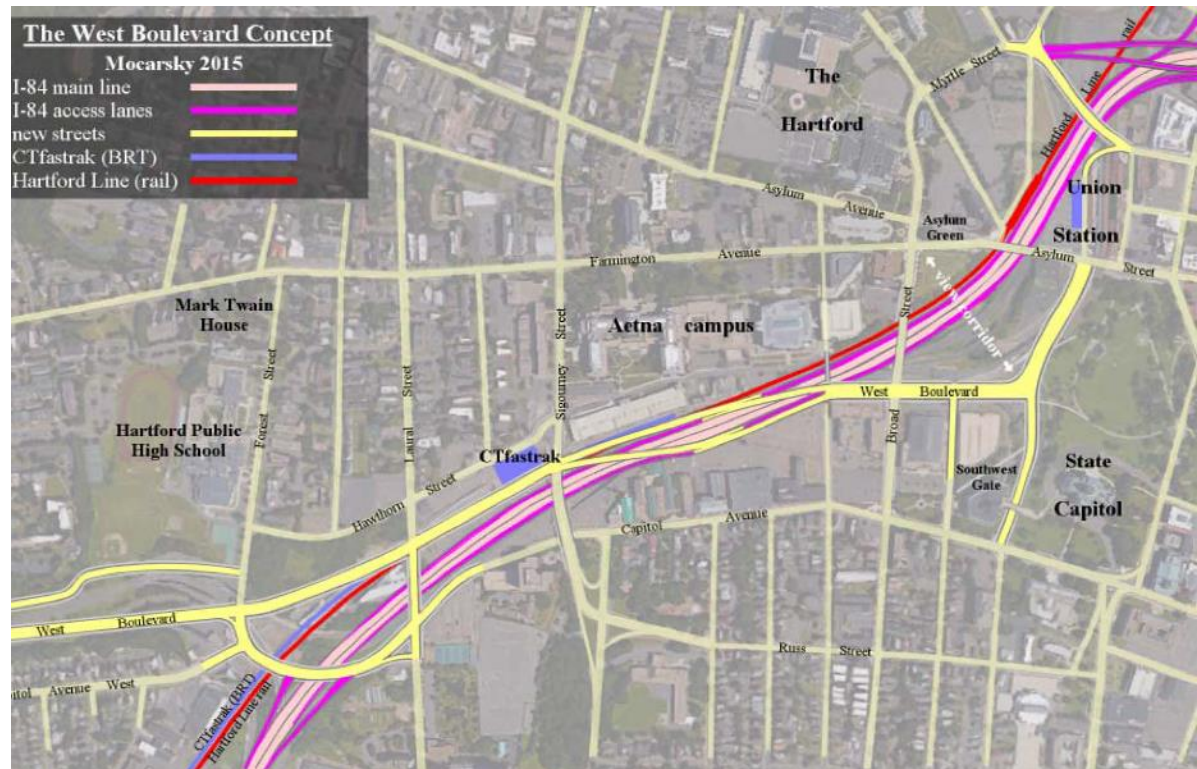 The West Boulevard Concept
Mocarsky 2015
I-84 main line
I-84 access lanes
new streets
CTfastrak (BRT)
Hartford Line (rail)
The
Hartford
Myrtle Street
Hartford Line rail
Union
Station
Asylum Avenue
Asylum
Green
Asylum Street
Farmington Avenue
Mark Twain
House
Aetna campus
view corridor
Street
Broad
Sigourney Street
Laural Street
Forest Street
West Boulevard
Hartford Public
High School
CTfastrak
Hawthorn Street
Capitol Avenue
Southwest
Gate
State
Capitol
West Boulevard
Russ Street
itol Avenue West
CTfastrak (BRT)
Hartford Line rail